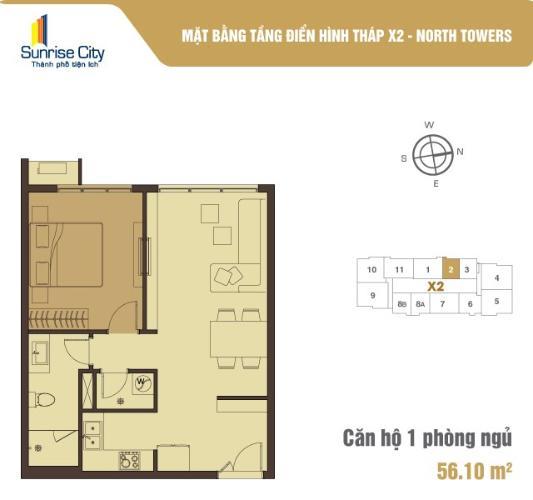 Sunrise City
Thành phố tiện ích
MẶT BẰNG TẦNG ĐIỂN HÌNH THÁP X2 - NORTH TOWERS
W
S
N
E
10
11
1
2
3
4
X2
9
8B
8A
7
6
5
W
Căn hộ 1 phòng ngủ
56.10 m²